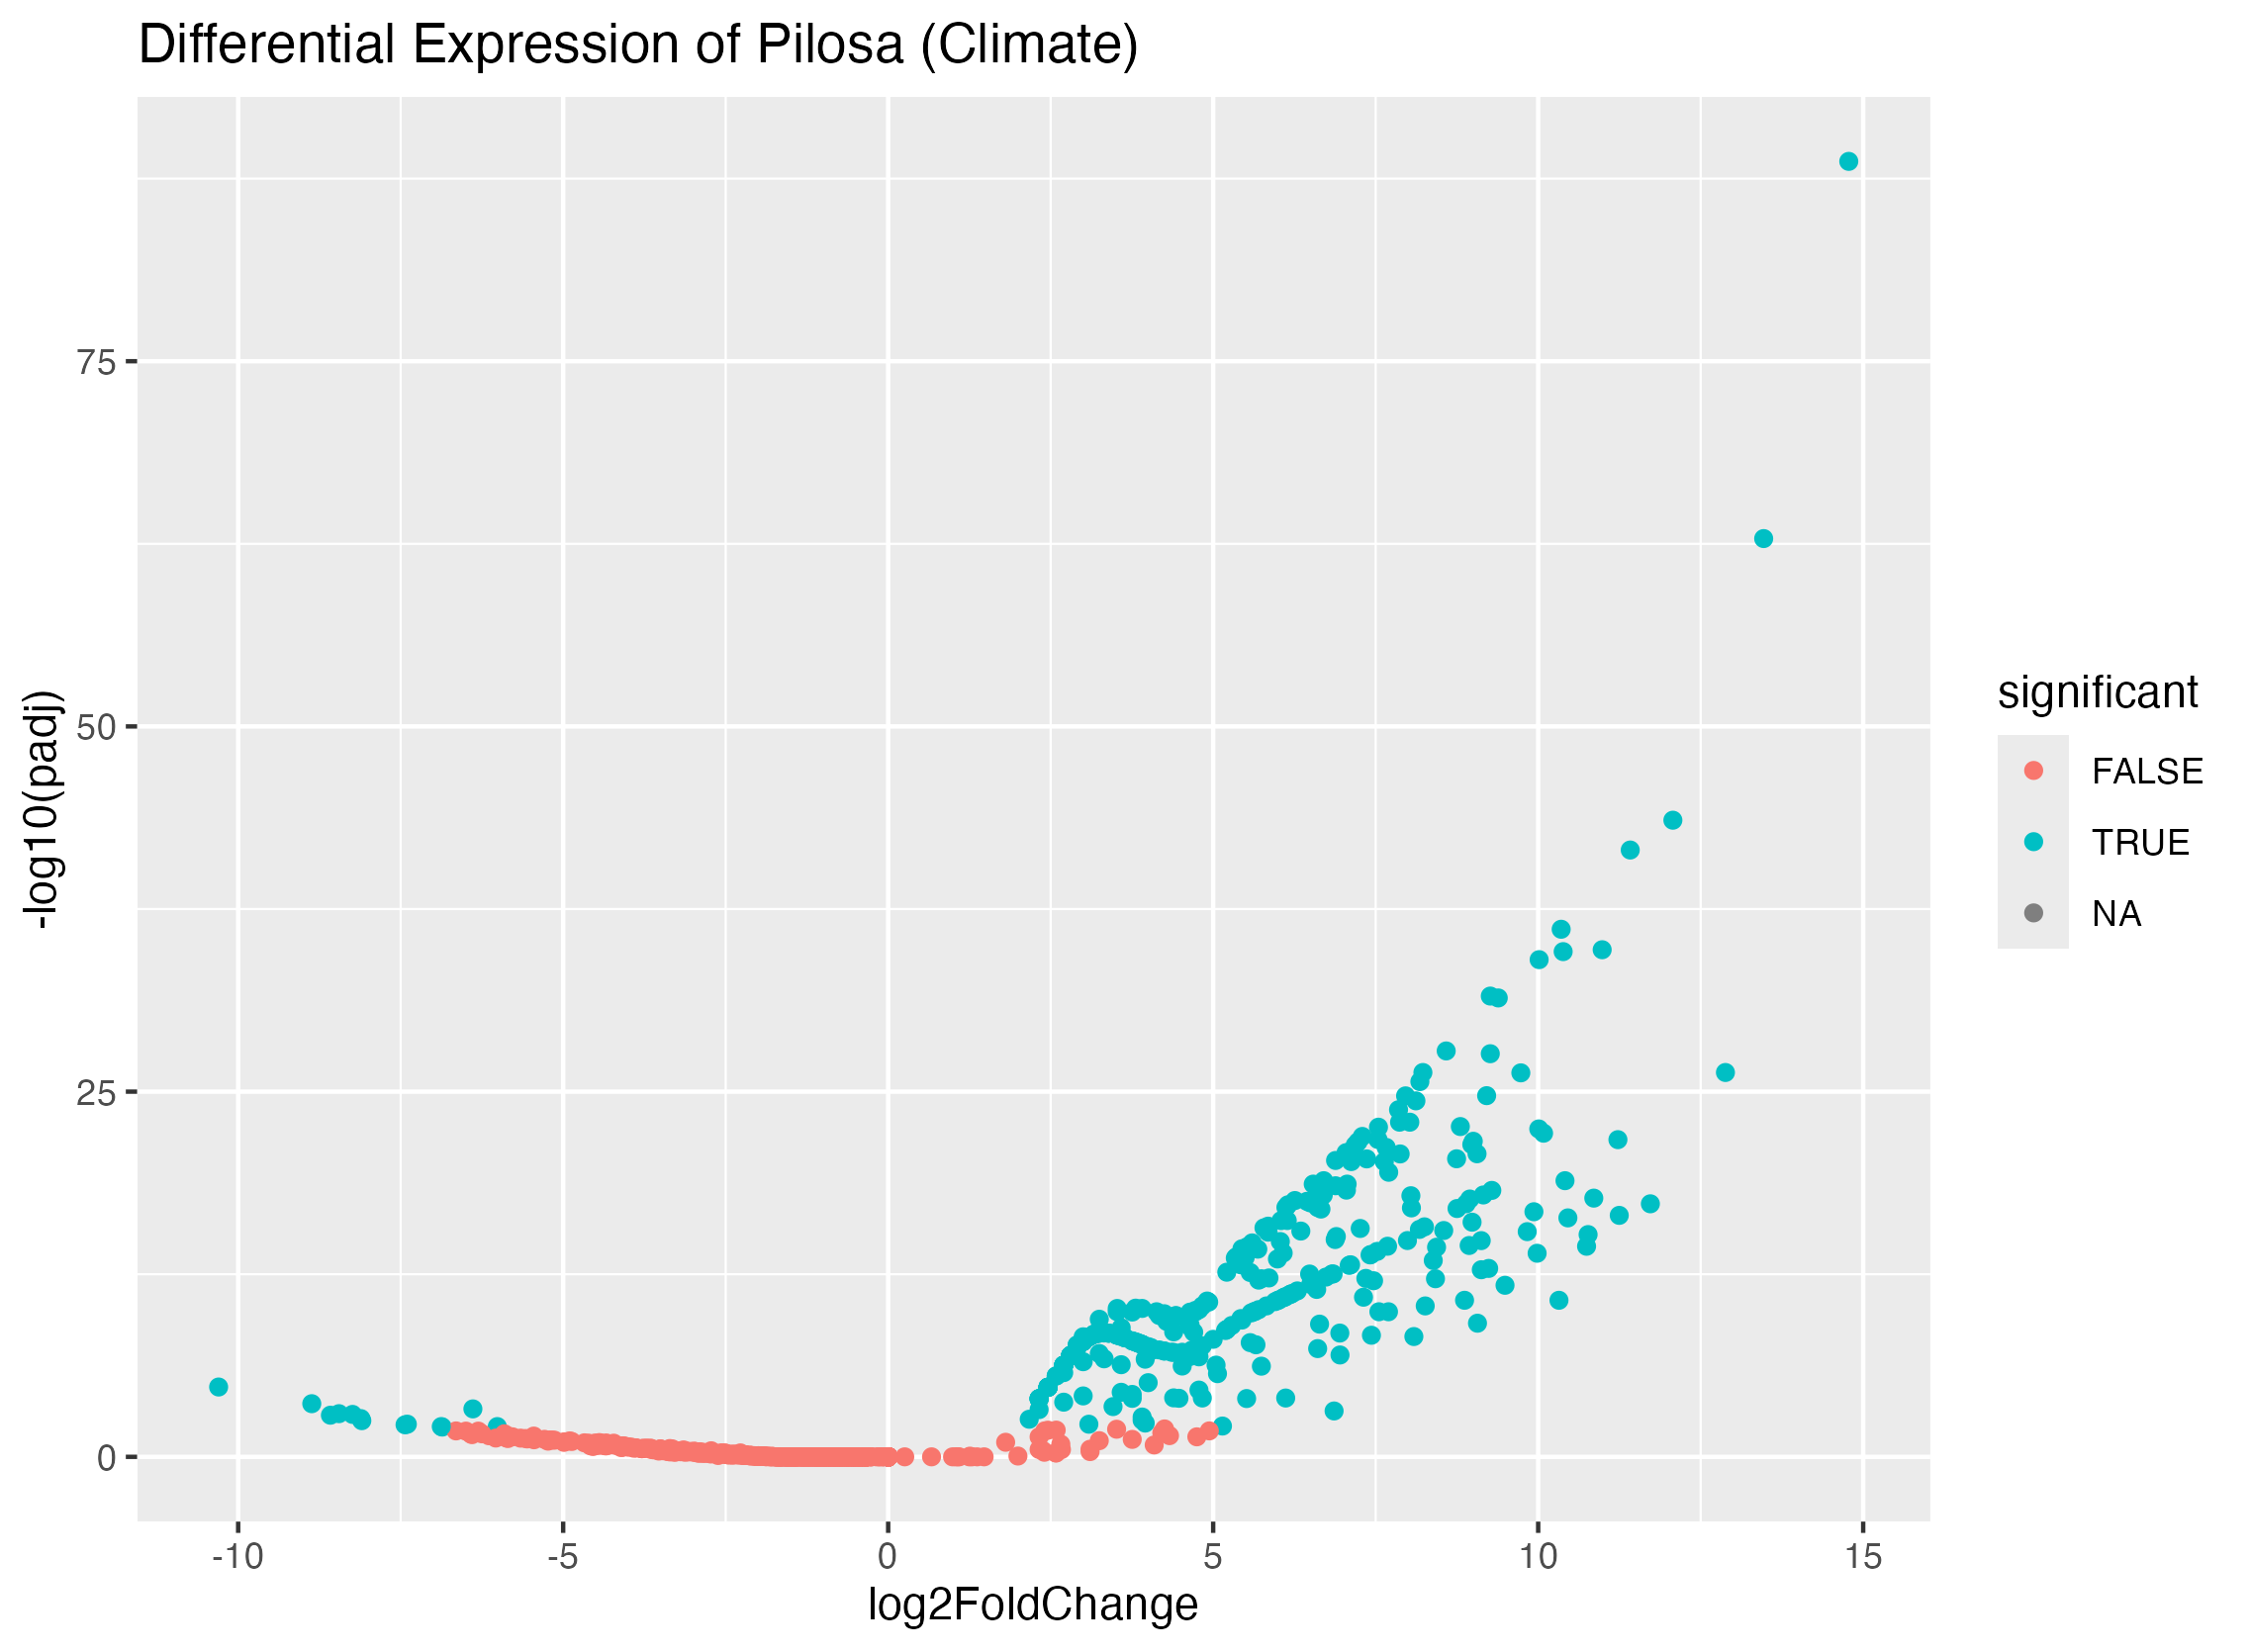 Differential Expression of Pilosa (Climate)
-log10(padj)
75
50
25
0
-10
-5
0
5
10
15
log2FoldChange
significant
FALSE
TRUE
NA